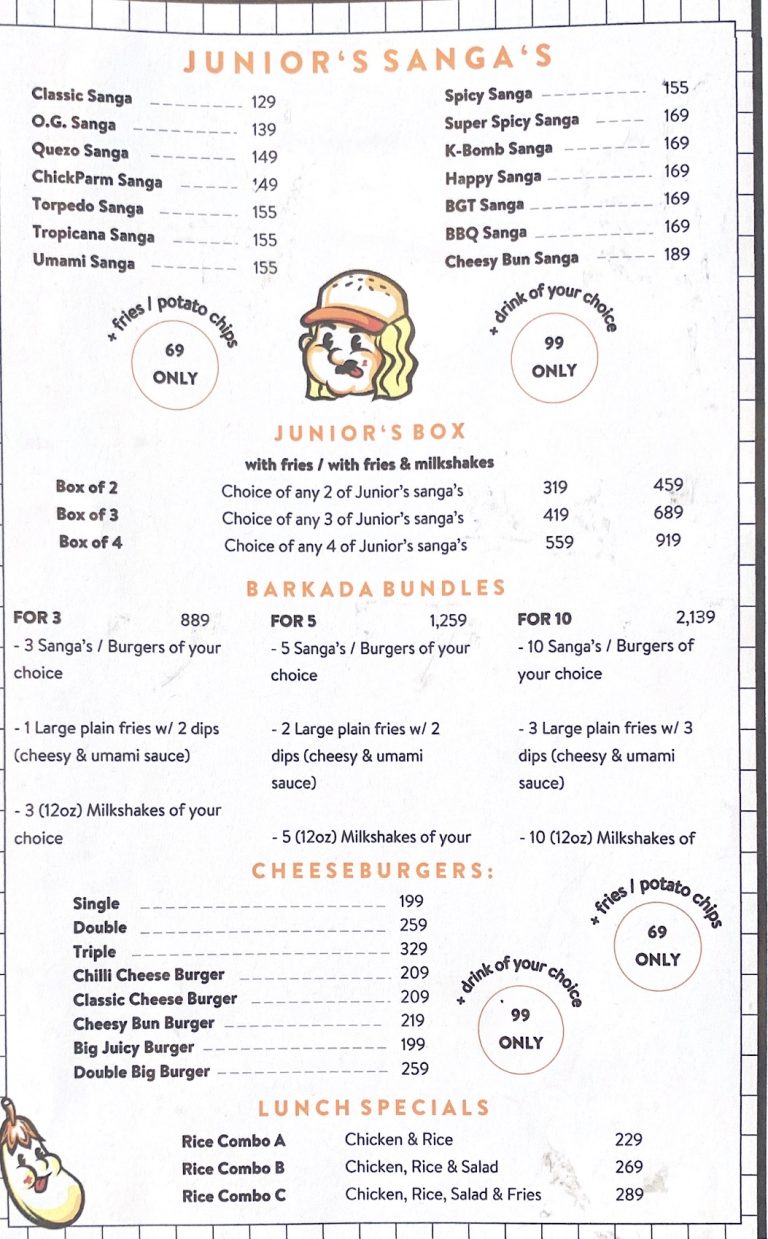 JUNIOR'S SANGA'S
Classic Sanga 129
O.G. Sanga 139
Quezo Sanga 149
ChickParm Sanga 149
Torpedo Sanga 155
Tropicana Sanga 155
Umami Sanga 155
Spicy Sanga 155
Super Spicy Sanga 169
K-Bomb Sanga 169
Happy Sanga 169
BGT Sanga 169
BBQ Sanga 169
Cheesy Bun Sanga 189
+ fries / potato chips
69
ONLY
+ drink of your choice
99
ONLY
JUNIOR'S BOX
with fries / with fries & milkshakes
Box of 2 Choice of any 2 of Junior's sanga's 319 459
Box of 3 Choice of any 3 of Junior's sanga's 419 689
Box of 4 Choice of any 4 of Junior's sanga's 559 919
BARKADA BUNDLES
FOR 3 889
- 3 Sanga's / Burgers of your
choice
- 1 Large plain fries w/ 2 dips
(cheesy & umami sauce)
- 3 (12oz) Milkshakes of your
choice
FOR 5 1,259
- 5 Sanga's / Burgers of your
choice
- 2 Large plain fries w/ 2
dips (cheesy & umami
sauce)
- 5 (12oz) Milkshakes of your
FOR 10 2,139
- 10 Sanga's / Burgers of
your choice
- 3 Large plain fries w/ 3
dips (cheesy & umami
sauce)
- 10 (12oz) Milkshakes of
CHEESEBURGERS:
Single 199
Double 259
Triple 329
Chilli Cheese Burger 209
Classic Cheese Burger 209
Cheesy Bun Burger 219
Big Juicy Burger 199
Double Big Burger 259
+ drink of your choice
99
ONLY
+ fries / potato chips
69
ONLY
LUNCH SPECIALS
Rice Combo A Chicken & Rice 229
Rice Combo B Chicken, Rice & Salad 269
Rice Combo C Chicken, Rice, Salad & Fries 289